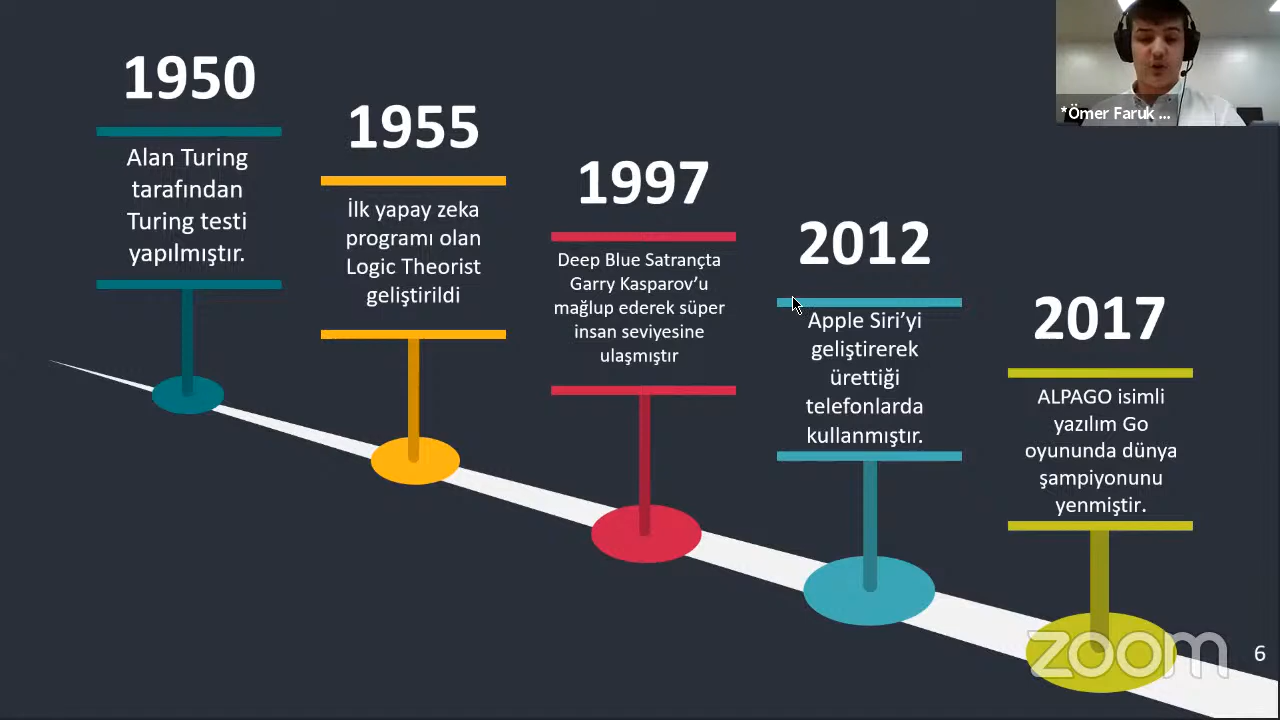 1950
Alan Turing
tarafından
Turing testi
yapılmıştır.
1955
İlk yapay zeka
programı olan
Logic Theorist
geliştirildi
1997
Deep Blue Satrançta
Garry Kasparov’u
mağlup ederek süper
insan seviyesine
ulaşmıştır
2012
Apple Siri’yi
geliştirerek
ürettiği
telefonlarda
kullanmıştır.
2017
ALPAGO isimli
yazılım Go
oyununda dünya
şampiyonunu
yenmiştir.
*Ömer Faruk ...
zoom
6